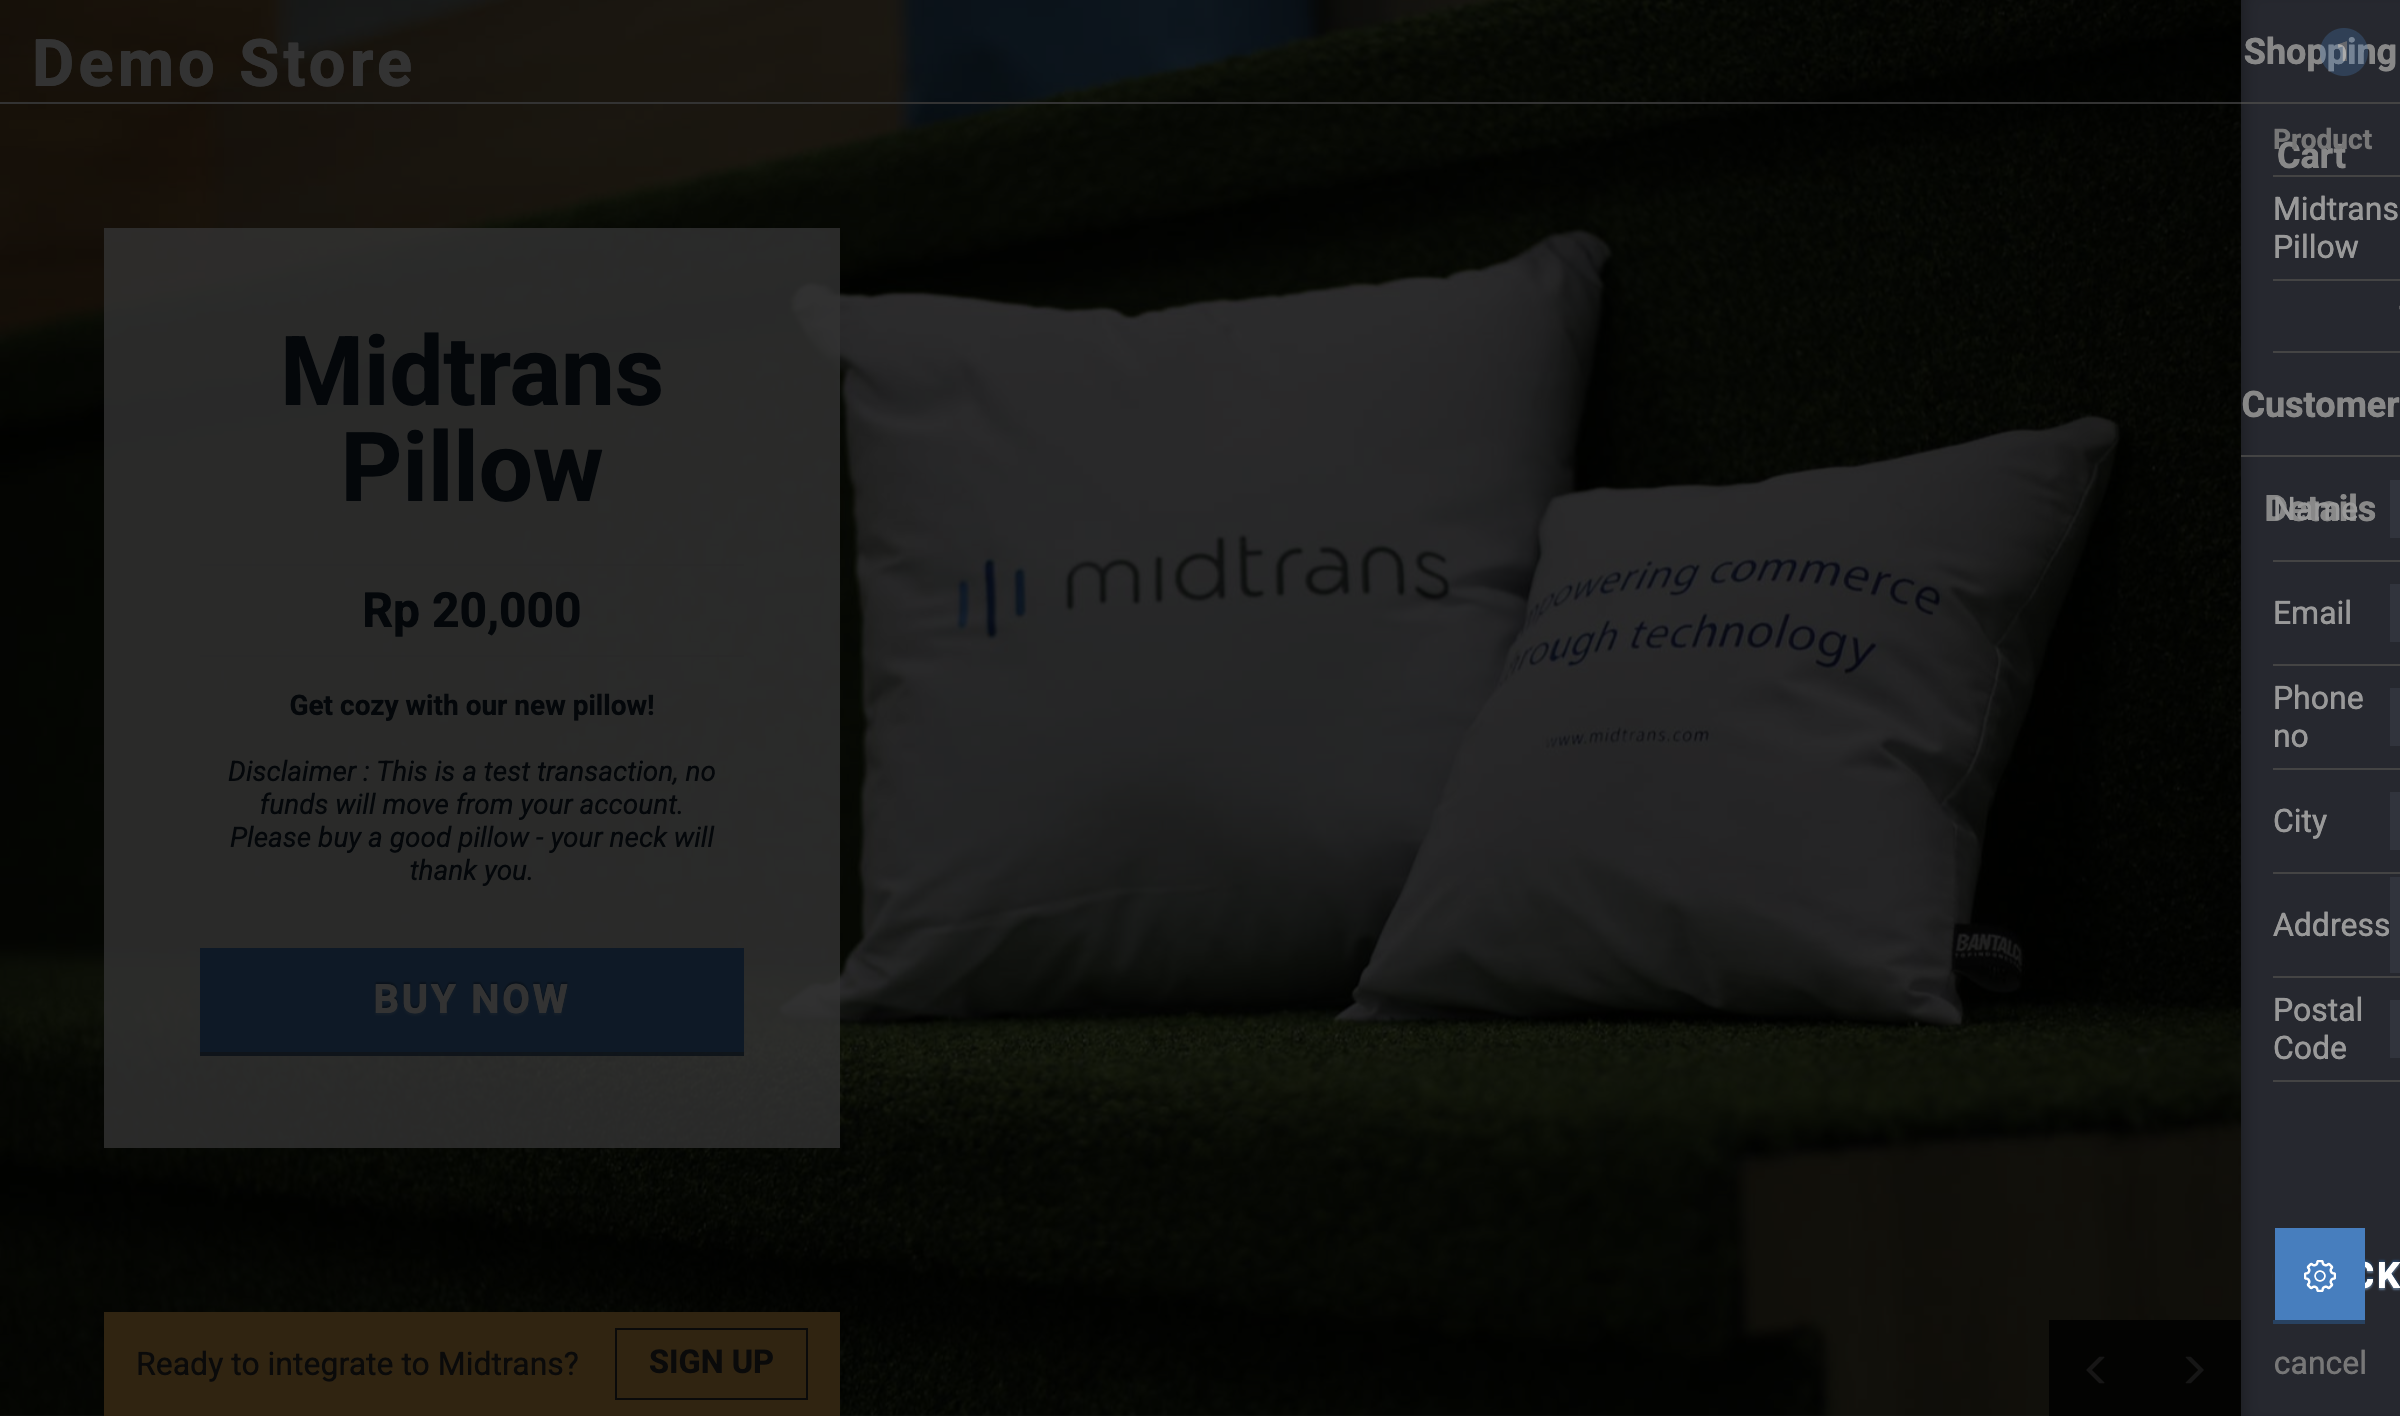 Demo Store
Midtrans
Pillow
Rp 20,000
Get cozy with our new pillow!
Disclaimer : This is a test transaction, no
funds will move from your account.
Please buy a good pillow - your neck will
thank you.
BUY NOW
Ready to integrate to Midtrans?
SIGN UP
midtrans
commerce
technology
www.midtrans.com
Shopping
Cart
Product
Midtrans
Pillow
Customer
Details
Name
Email
Phone
no
City
Address
Postal
Code
CK
cancel